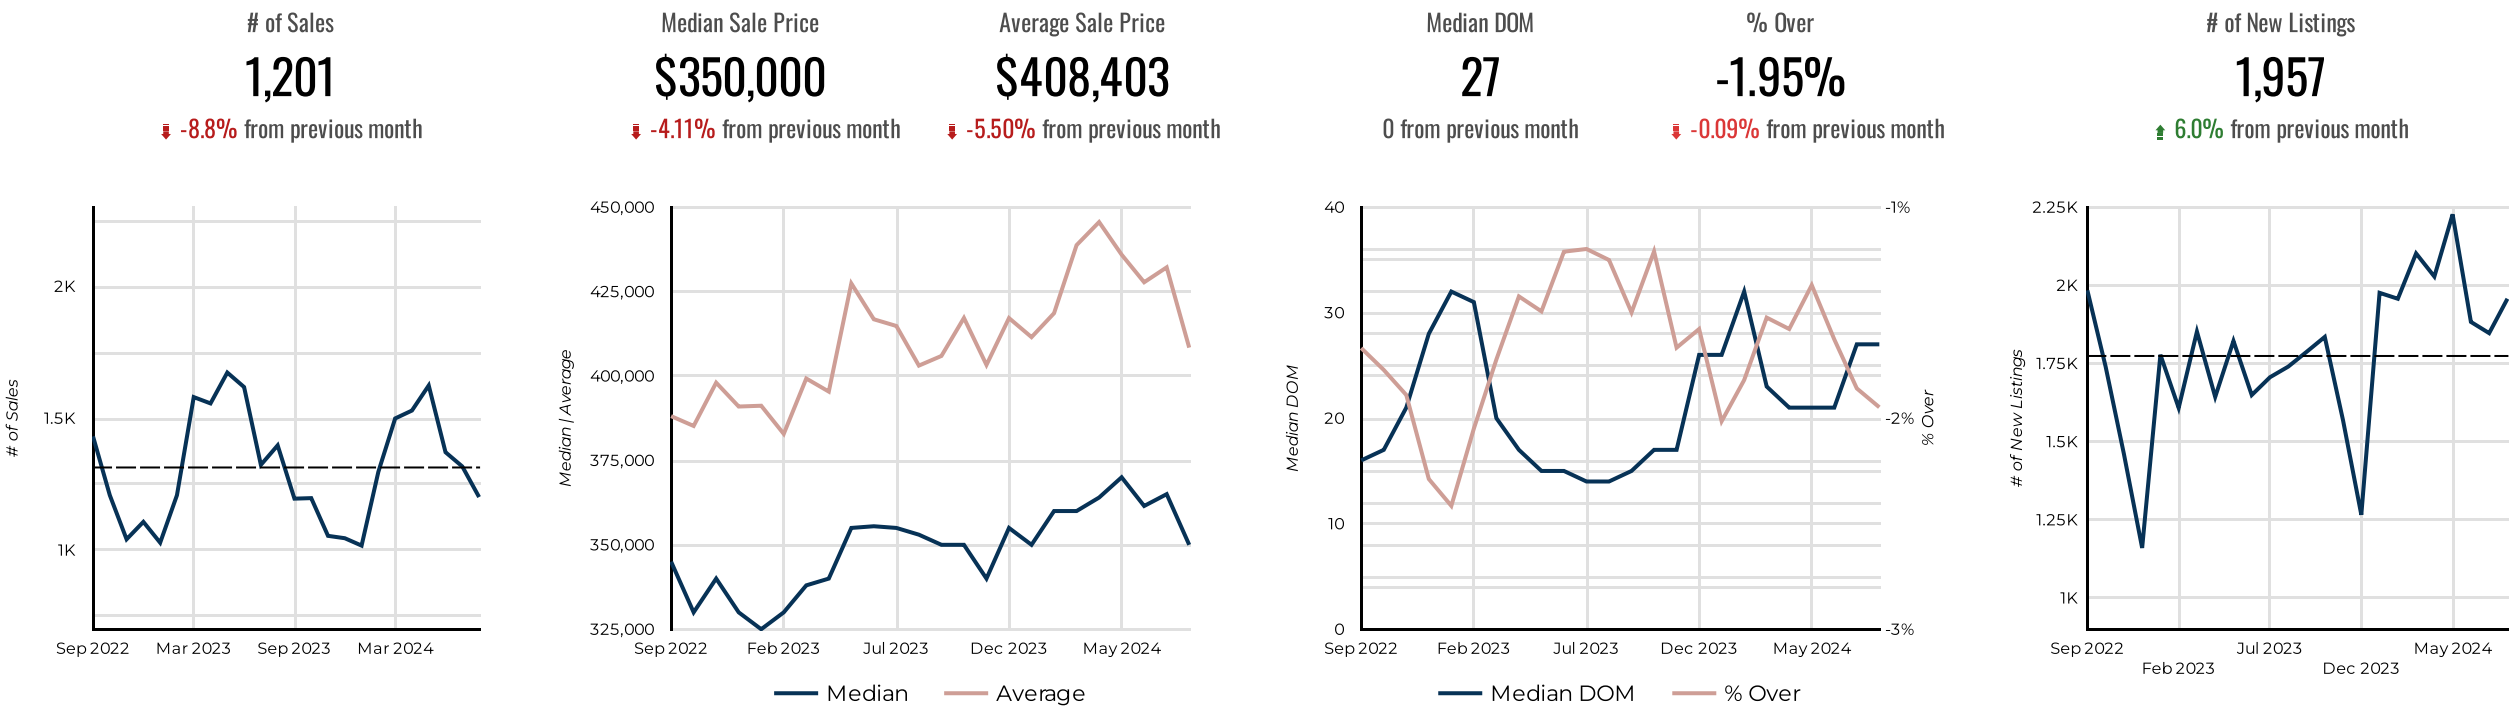 # of Sales
1,201
-8.8% from previous month
Median Sale Price
$350,000
-4.11% from previous month
Average Sale Price
$408,403
-5.50% from previous month
Median DOM
27
0 from previous month
% Over
-1.95%
-0.09% from previous month
# of New Listings
1,957
6.0% from previous month
# of Sales
2K
1.5K
1K
Sep 2022
Mar 2023
Sep 2023
Mar 2024
Median | Average
450,000
425,000
400,000
375,000
350,000
325,000
Sep 2022
Feb 2023
Jul 2023
Dec 2023
May 2024
Median
Average
Median DOM
40
30
20
10
0
-1%
-2%
-3%
% Over
Sep 2022
Feb 2023
Jul 2023
Dec 2023
May 2024
Median DOM
% Over
# of New Listings
2.25K
2K
1.75K
1.5K
1.25K
1K
Sep 2022
Feb 2023
Jul 2023
Dec 2023
May 2024